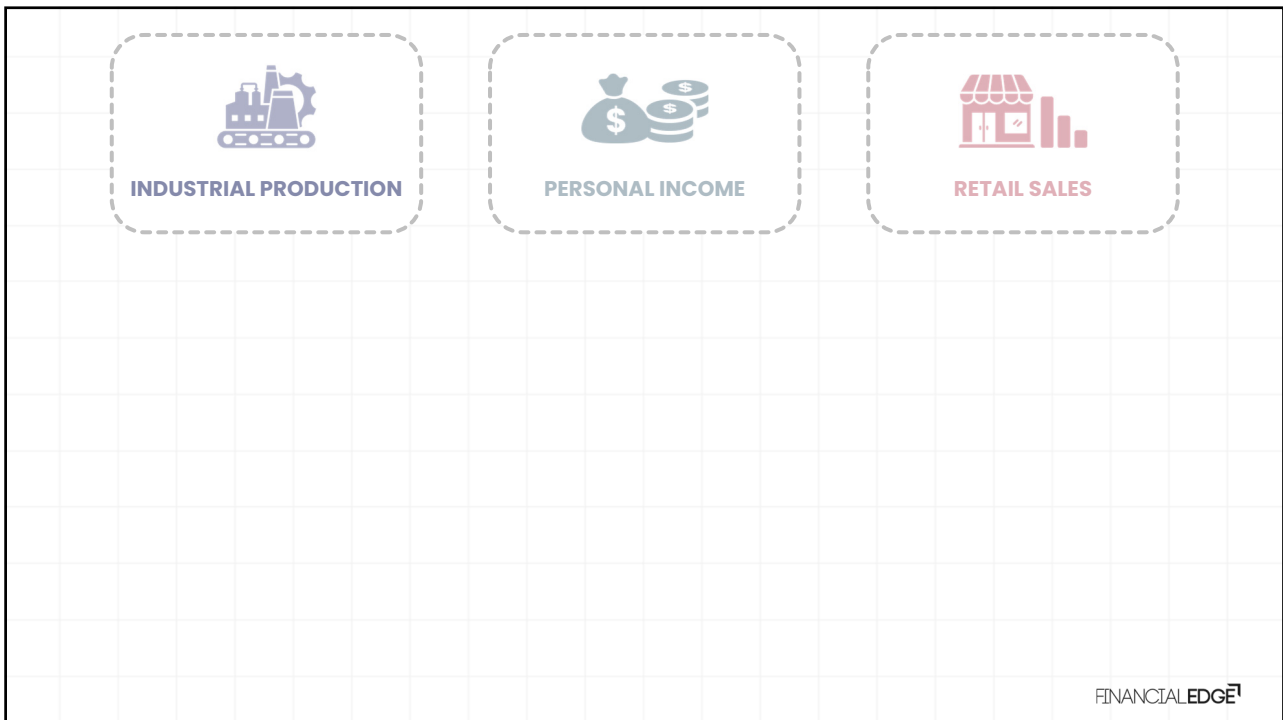 INDUSTRIAL PRODUCTION
PERSONAL INCOME
RETAIL SALES
$
$
$
FINANCIALEDGE